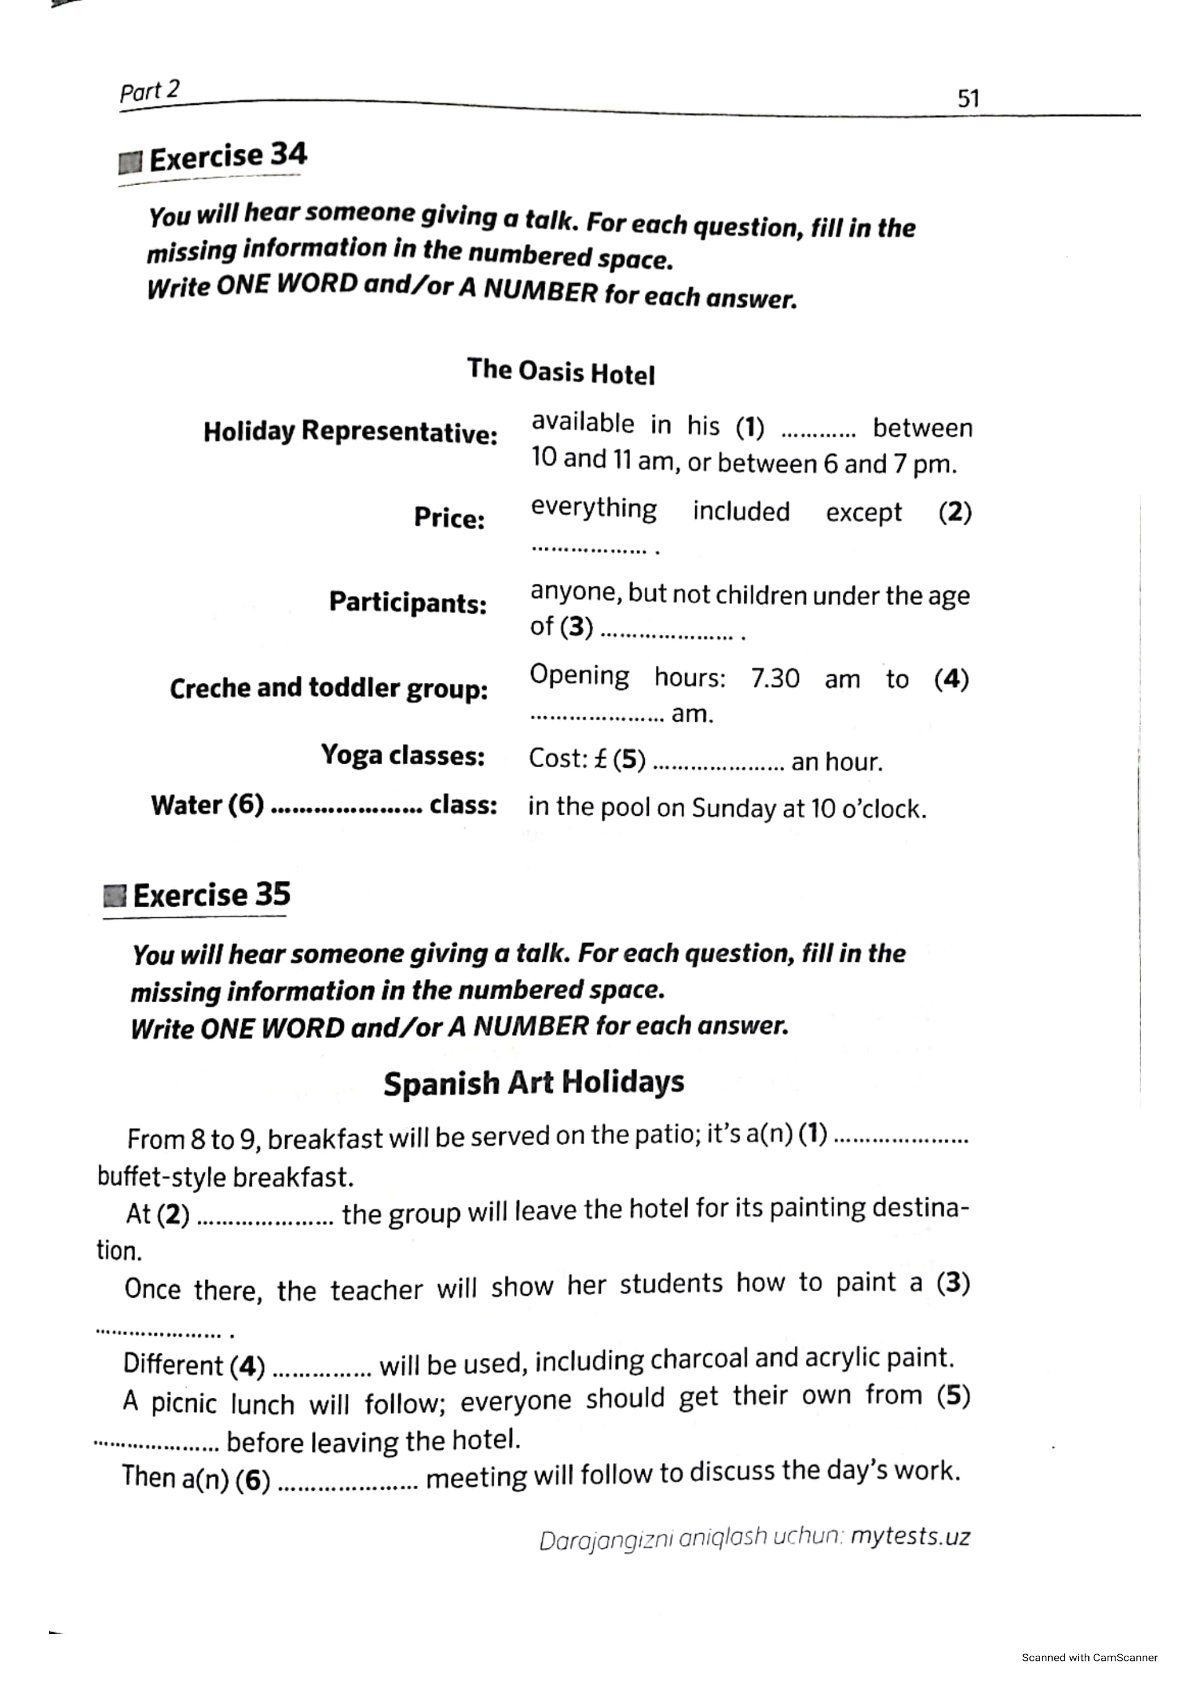 Part 2
51
Exercise 34
You will hear someone giving a talk. For each question, fill in the
missing information in the numbered space.
Write ONE WORD and/or A NUMBER for each answer.
The Oasis Hotel
Holiday Representative: available in his (1) ............ between
10 and 11 am, or between 6 and 7 pm.
Price: everything included except (2)
.................. .
Participants: anyone, but not children under the age
of (3) ..................... .
Creche and toddler group: Opening hours: 7.30 am to (4)
..................... am.
Yoga classes: Cost: £ (5) ..................... an hour.
Water (6) ..................... class: in the pool on Sunday at 10 o’clock.
Exercise 35
You will hear someone giving a talk. For each question, fill in the
missing information in the numbered space.
Write ONE WORD and/or A NUMBER for each answer.
Spanish Art Holidays
From 8 to 9, breakfast will be served on the patio; it’s a(n) (1) .....................
buffet-style breakfast.
At (2) ..................... the group will leave the hotel for its painting destina-
tion.
Once there, the teacher will show her students how to paint a (3)
..................... .
Different (4) ............... will be used, including charcoal and acrylic paint.
A picnic lunch will follow; everyone should get their own from (5)
..................... before leaving the hotel.
Then a(n) (6) ..................... meeting will follow to discuss the day’s work.
Darajangizni aniqlash uchun: mytests.uz
Scanned with CamScanner